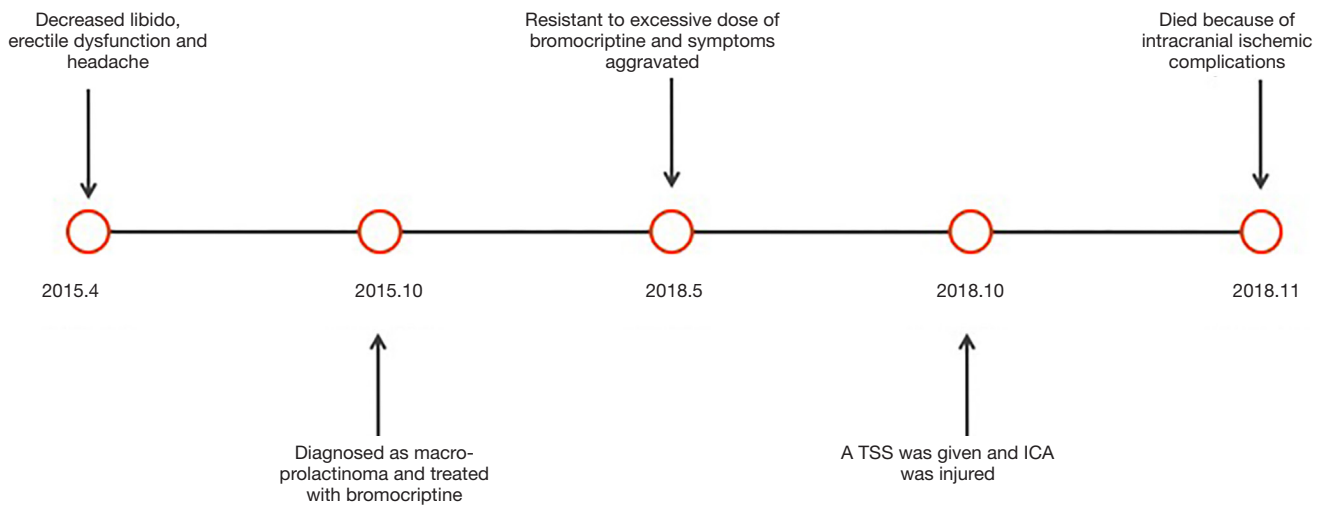 Decreased libido,
erectile dysfunction and
headache
Resistant to excessive dose of
bromocriptine and symptoms
aggravated
Died because of
intracranial ischemic
complications
2015.4
2015.10
2018.5
2018.10
2018.11
Diagnosed as macro-
prolactinoma and treated
with bromocriptine
A TSS was given and ICA
was injured